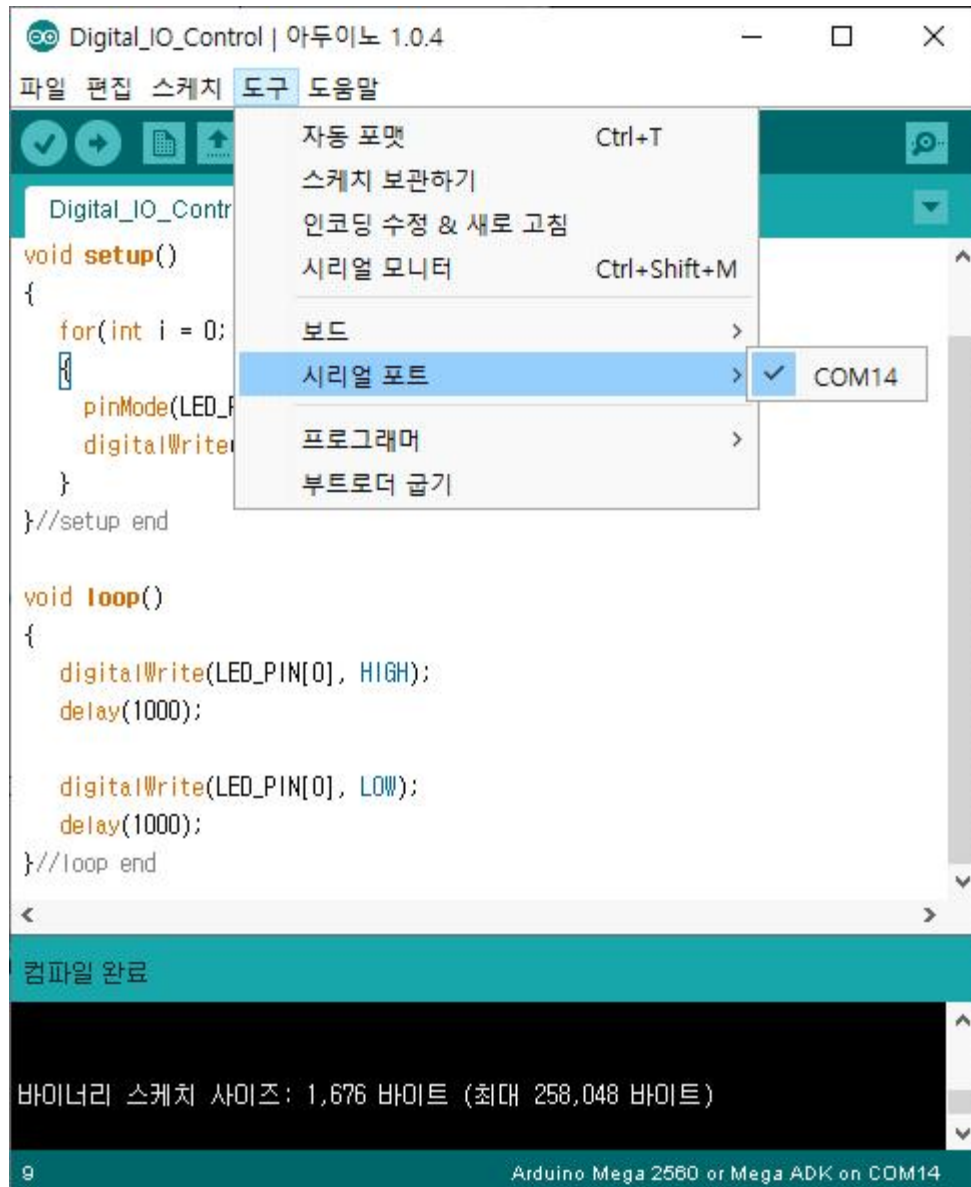 Digital_IO_Control | 아두이노 1.0.4
파일 편집 스케치 도구 도움말
자동 포맷 Ctrl+T
스케치 보관하기
인코딩 수정 & 새로 고침
시리얼 모니터 Ctrl+Shift+M
보드
시리얼 포트
COM14
프로그래머
부트로더 굽기
Digital_IO_Contr
void setup()
{
for(int i = 0;
{
pinMode(LED_P
digitalWrite(
}
}//setup end
void loop()
{
digitalWrite(LED_PIN[0], HIGH);
delay(1000);
digitalWrite(LED_PIN[0], LOW);
delay(1000);
}//loop end
컴파일 완료
바이너리 스케치 사이즈: 1,676 바이트 (최대 258,048 바이트)
9 Arduino Mega 2560 or Mega ADK on COM14